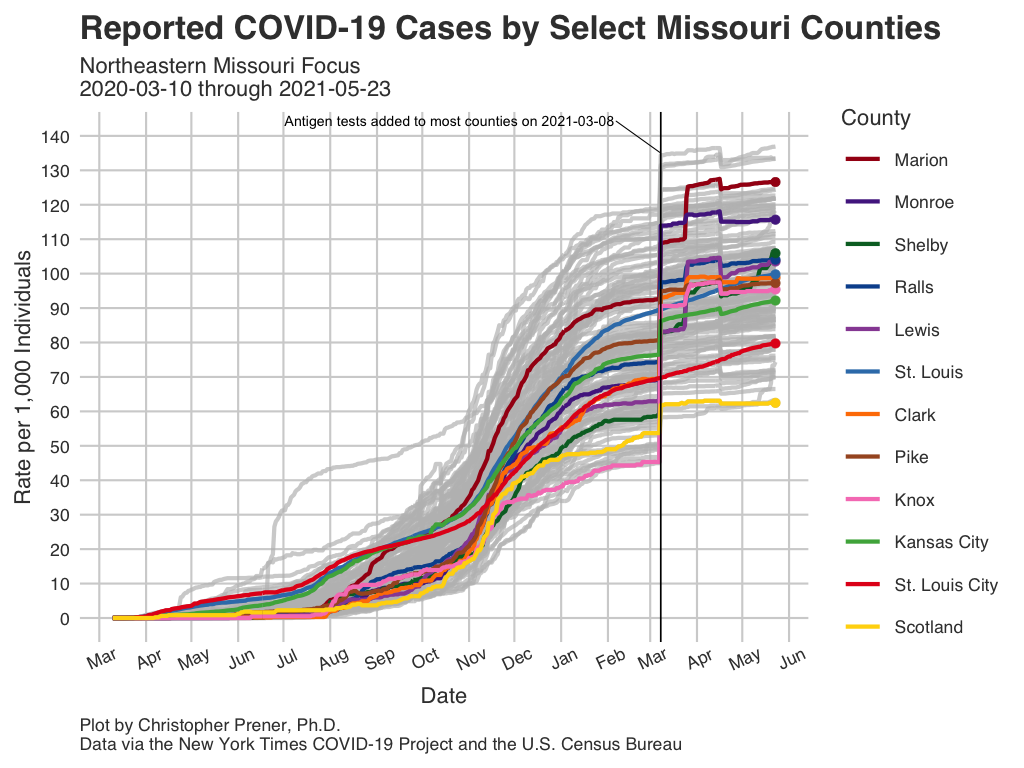 Reported COVID-19 Cases by Select Missouri Counties
Northeastern Missouri Focus
2020-03-10 through 2021-05-23
Antigen tests added to most counties on 2021-03-08
County
Marion
Monroe
Shelby
Ralls
Lewis
St. Louis
Clark
Pike
Knox
Kansas City
St. Louis City
Scotland
Rate per 1,000 Individuals
140
130
120
110
100
90
80
70
60
50
40
30
20
10
0
Mar Apr May Jun Jul Aug Sep Oct Nov Dec Jan Feb Mar Apr May Jun
Date
Plot by Christopher Prener, Ph.D.
Data via the New York Times COVID-19 Project and the U.S. Census Bureau